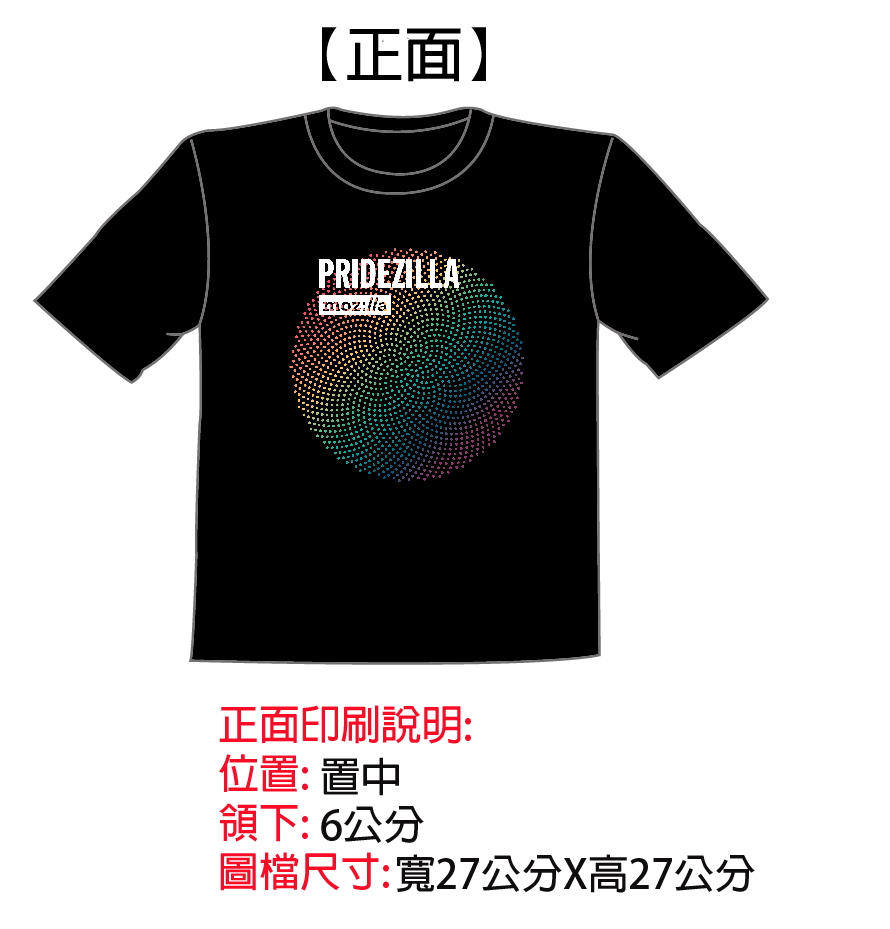 【正面】
PRIDEZILLA
moz://a
正面印刷說明:
位置: 置中
領下: 6公分
圖檔尺寸:寬27公分X高27公分